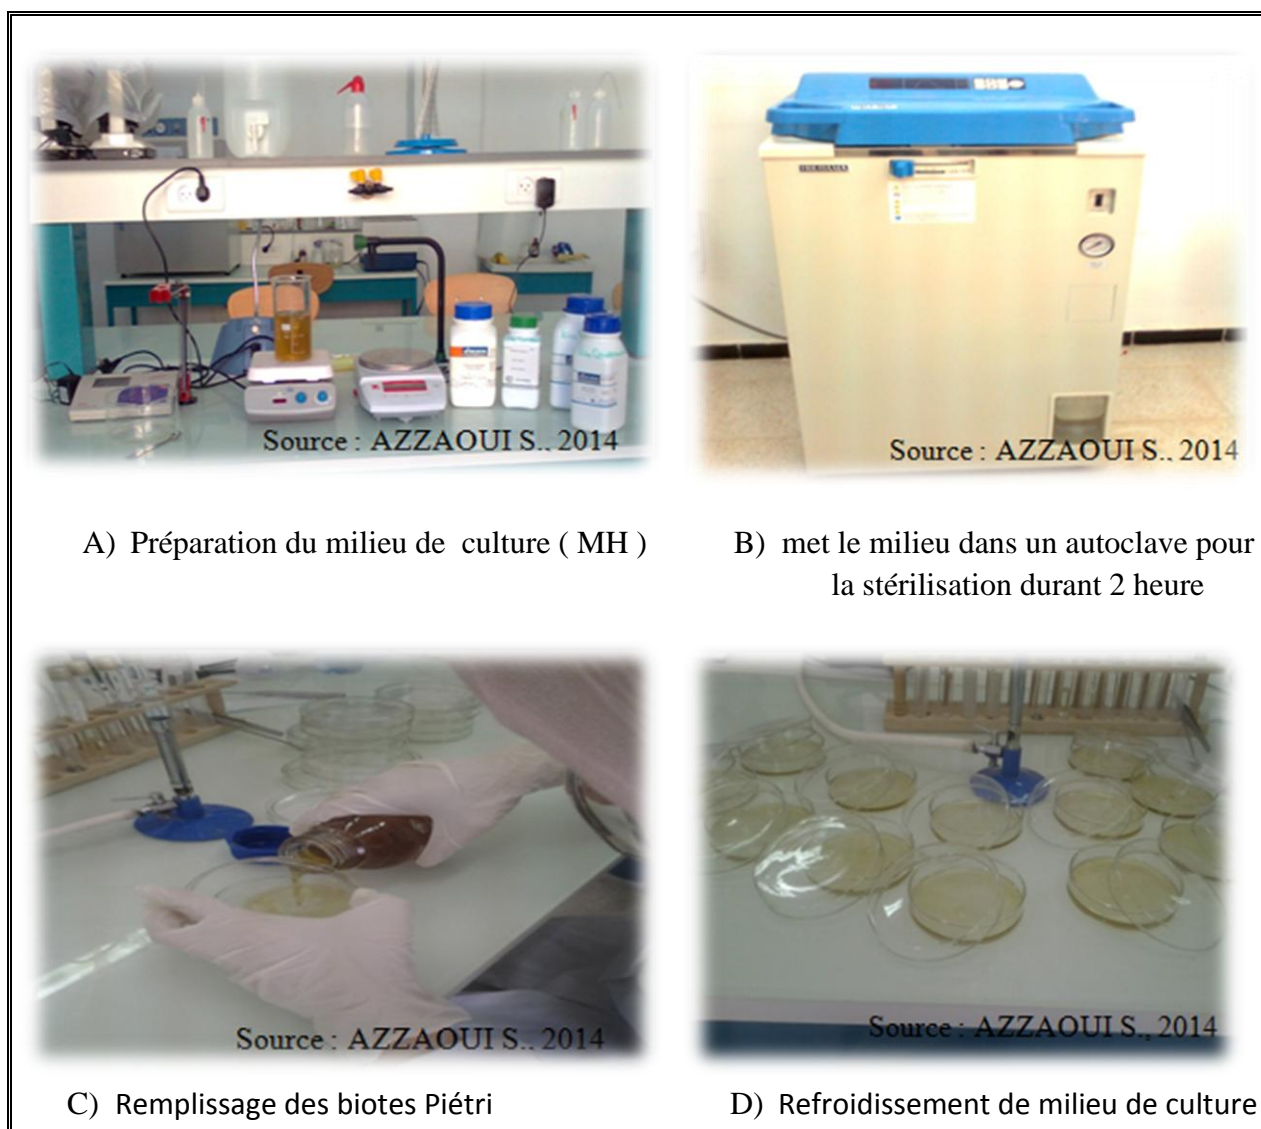 Source : AZZAOUI S., 2014
Source : AZZAOUI S., 2014
A) Préparation du milieu de culture ( MH )
B) met le milieu dans un autoclave pour
la stérilisation durant 2 heure
Source : AZZAOUI S., 2014
Source : AZZAOUI S., 2014
C) Remplissage des biotes Piétri
D) Refroidissement de milieu de culture